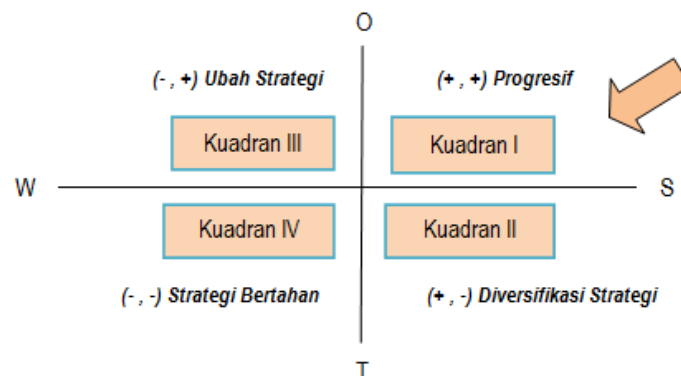 O
(- , +) Ubah Strategi
(+ , +) Progresif
Kuadran III
Kuadran I
W
S
Kuadran IV
Kuadran II
(- , -) Strategi Bertahan
(+ , -) Diversifikasi Strategi
T